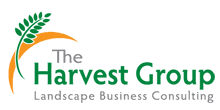 The
Harvest Group
Landscape Business Consulting